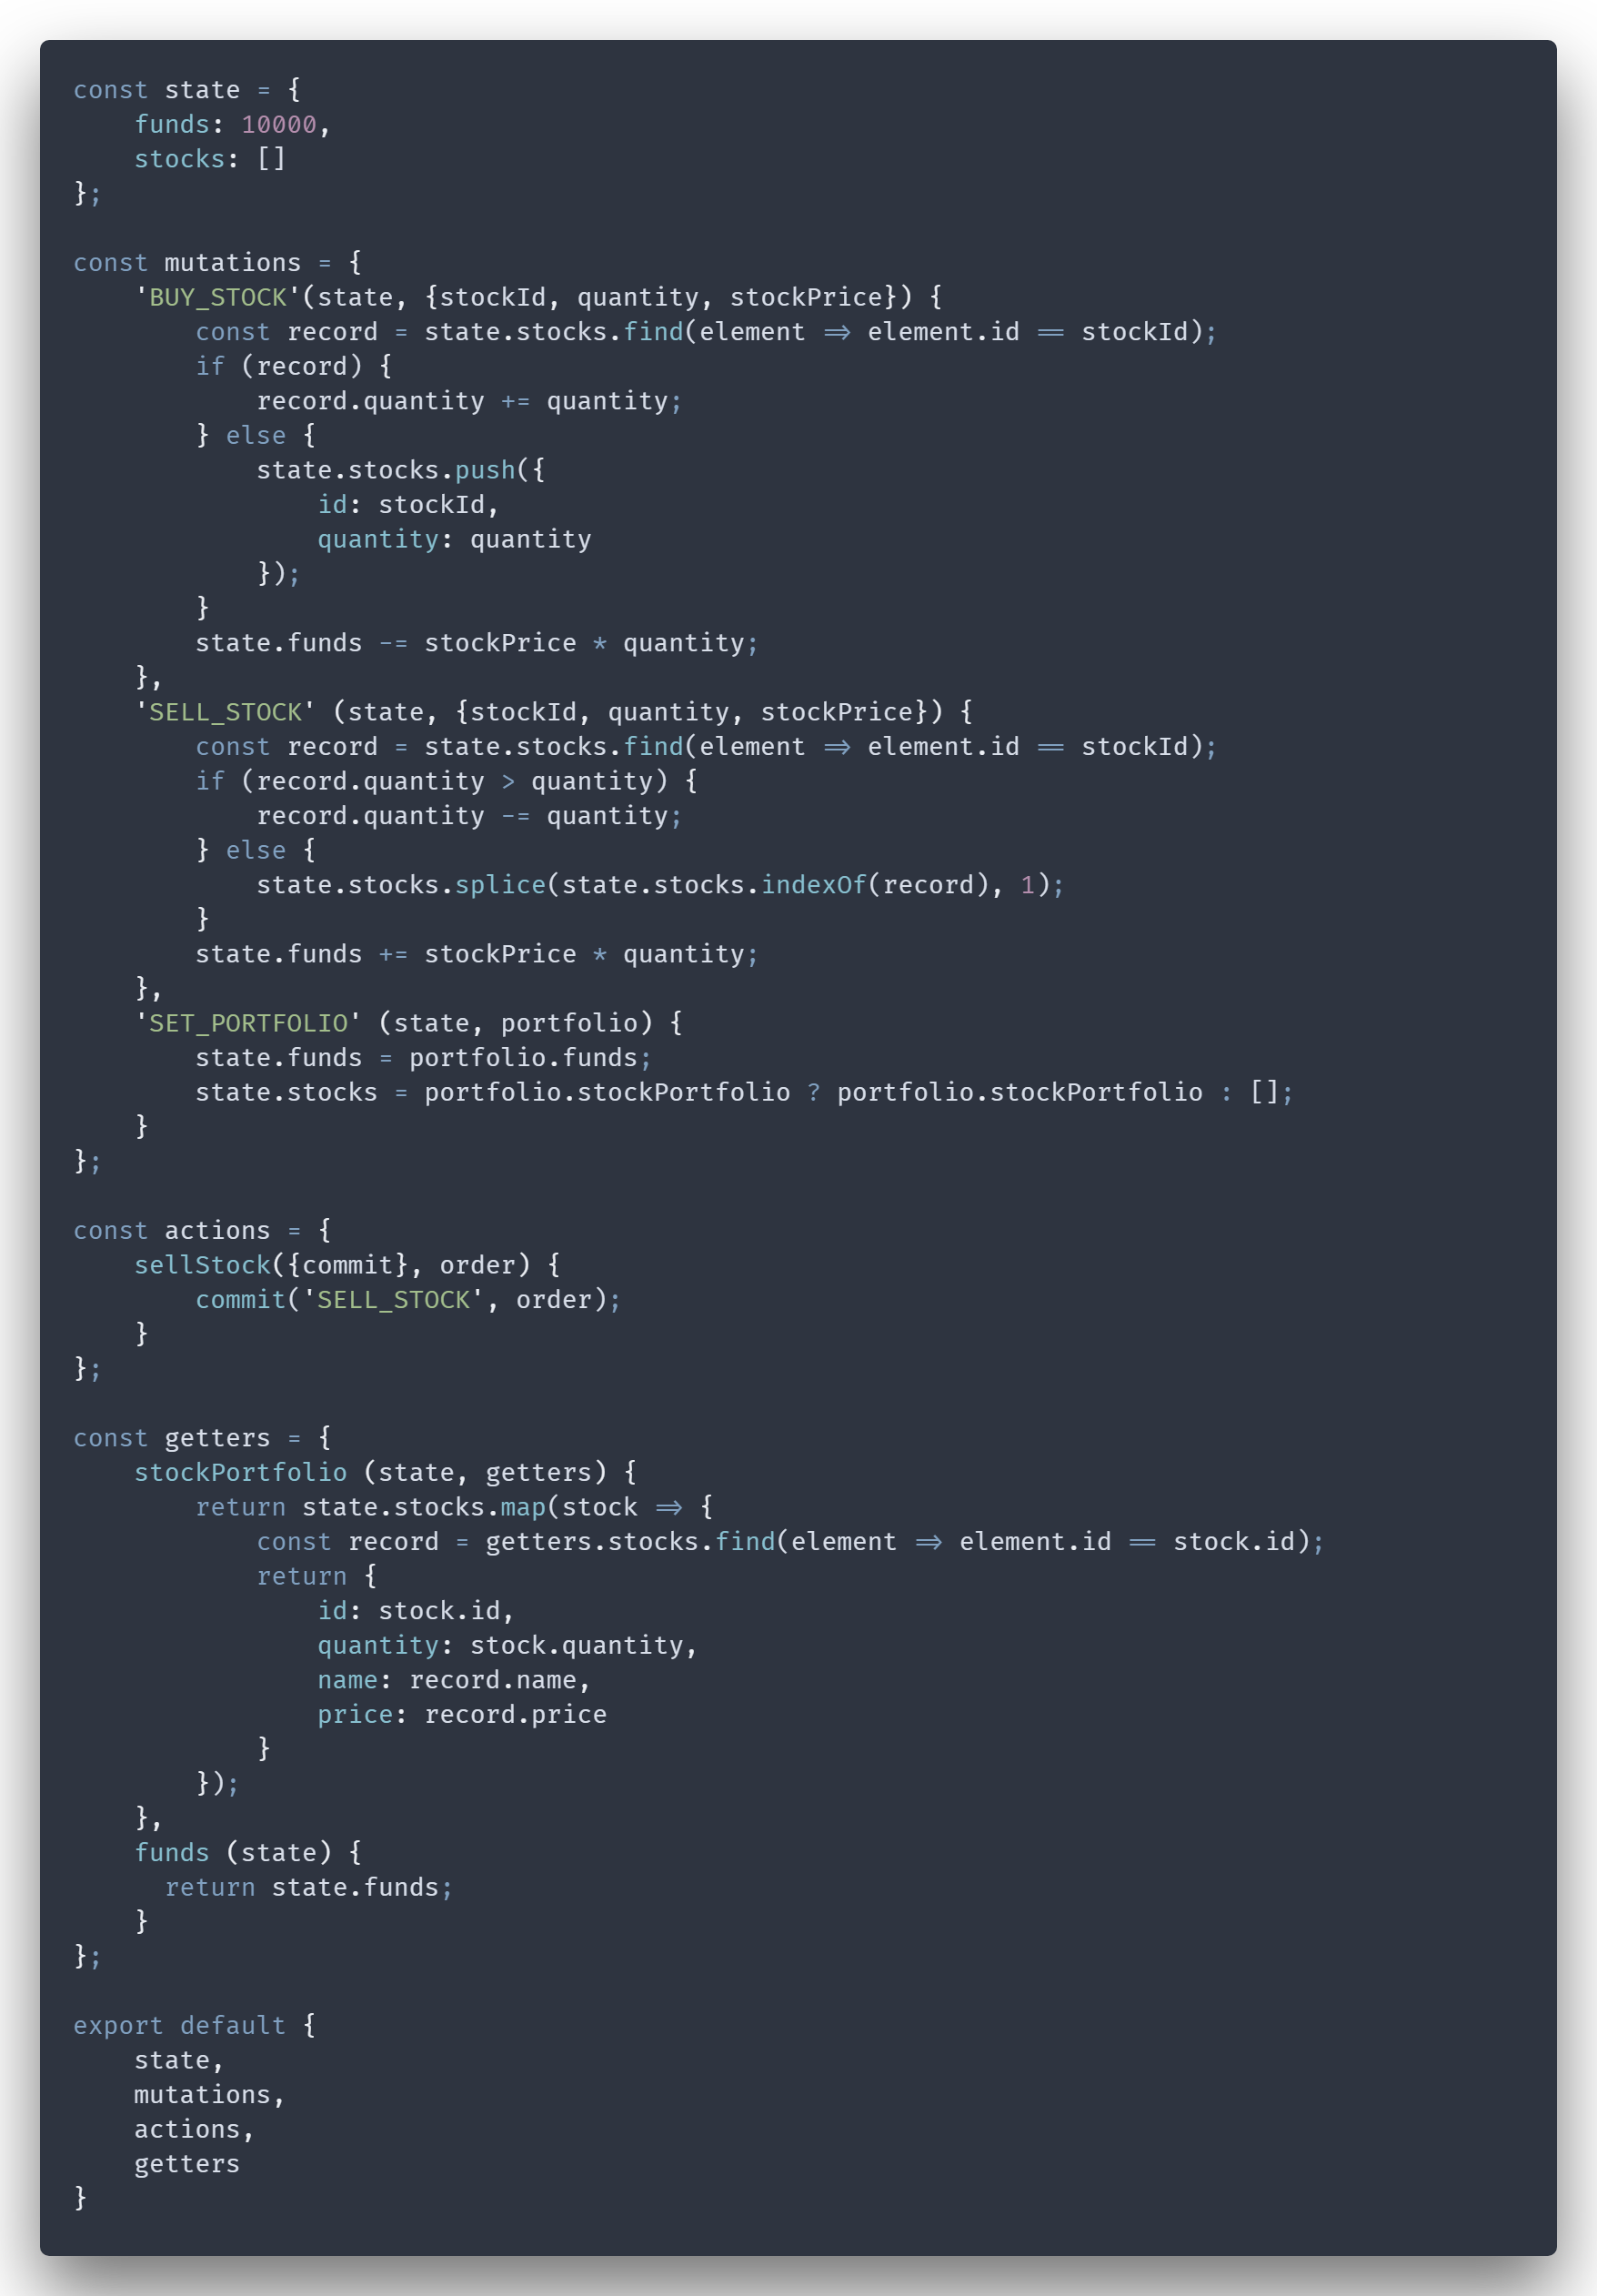 const state = {
    funds: 10000,
    stocks: []
};

const mutations = {
    'BUY_STOCK'(state, {stockId, quantity, stockPrice}) {
        const record = state.stocks.find(element => element.id == stockId);
        if (record) {
            record.quantity += quantity;
        } else {
            state.stocks.push({
                id: stockId,
                quantity: quantity
            });
        }
        state.funds -= stockPrice * quantity;
    },
    'SELL_STOCK' (state, {stockId, quantity, stockPrice}) {
        const record = state.stocks.find(element => element.id == stockId);
        if (record.quantity > quantity) {
            record.quantity -= quantity;
        } else {
            state.stocks.splice(state.stocks.indexOf(record), 1);
        }
        state.funds += stockPrice * quantity;
    },
    'SET_PORTFOLIO' (state, portfolio) {
        state.funds = portfolio.funds;
        state.stocks = portfolio.stockPortfolio ? portfolio.stockPortfolio : [];
    }
};

const actions = {
    sellStock({commit}, order) {
        commit('SELL_STOCK', order);
    }
};

const getters = {
    stockPortfolio (state, getters) {
        return state.stocks.map(stock => {
            const record = getters.stocks.find(element => element.id == stock.id);
            return {
                id: stock.id,
                quantity: stock.quantity,
                name: record.name,
                price: record.price
            }
        });
    },
    funds (state) {
      return state.funds;
    }
};

export default {
    state,
    mutations,
    actions,
    getters
}